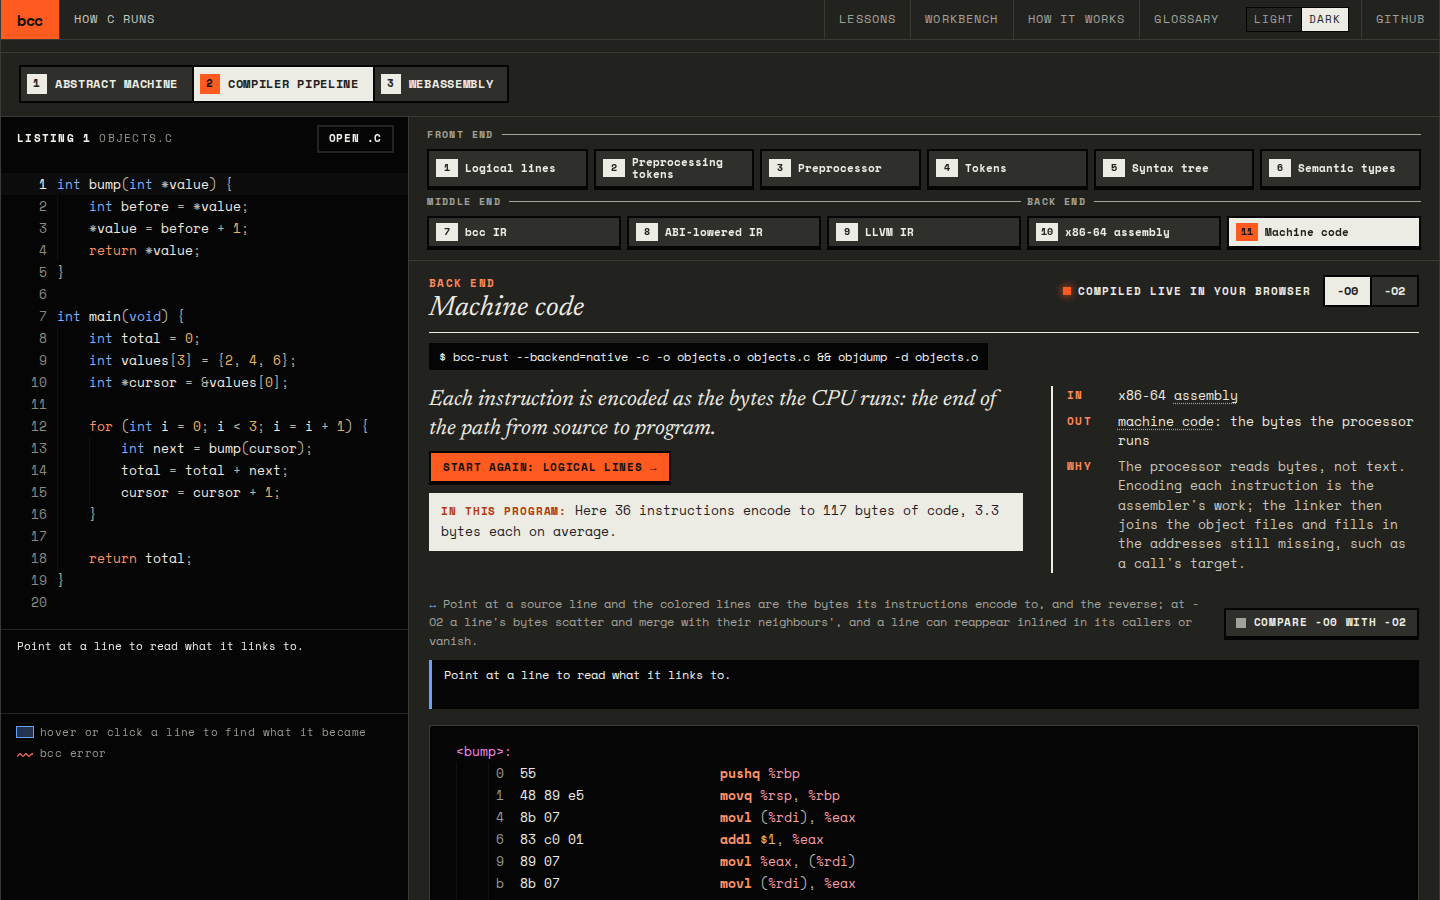 bcc HOW C RUNS LESSONS WORKBENCH HOW IT WORKS GLOSSARY LIGHT DARK GITHUB
1 ABSTRACT MACHINE 2 COMPILER PIPELINE 3 WEBASSEMBLY
LISTING 1 OBJECTS.C OPEN .C
1 int bump(int *value) {
2 int before = *value;
3 *value = before + 1;
4 return *value;
5 }
6
7 int main(void) {
8 int total = 0;
9 int values[3] = {2, 4, 6};
10 int *cursor = &values[0];
11
12 for (int i = 0; i < 3; i = i + 1) {
13 int next = bump(cursor);
14 total = total + next;
15 cursor = cursor + 1;
16 }
17
18 return total;
19 }
20
Point at a line to read what it links to.
hover or click a line to find what it became
bcc error
FRONT END
1 Logical lines
2 Preprocessing
tokens
3 Preprocessor
4 Tokens
5 Syntax tree
6 Semantic types
MIDDLE END BACK END
7 bcc IR
8 ABI-lowered IR
9 LLVM IR
10 x86-64 assembly
11 Machine code
BACK END
Machine code
COMPILED LIVE IN YOUR BROWSER -O0 -O2
$ bcc-rust --backend=native -c -o objects.o objects.c && objdump -d objects.o
Each instruction is encoded as the bytes the CPU runs: the end of
the path from source to program.
START AGAIN: LOGICAL LINES →
IN THIS PROGRAM: Here 36 instructions encode to 117 bytes of code, 3.3
bytes each on average.
IN x86-64 assembly
OUT machine code: the bytes the processor
runs
WHY The processor reads bytes, not text.
Encoding each instruction is the
assembler's work; the linker then
joins the object files and fills in
the addresses still missing, such as
a call's target.
↔ Point at a source line and the colored lines are the bytes its instructions encode to, and the reverse; at -
O2 a line's bytes scatter and merge with their neighbours', and a line can reappear inlined in its callers or
vanish.
COMPARE -O0 WITH -O2
Point at a line to read what it links to.
<bump>:
0 55 pushq %rbp
1 48 89 e5 movq %rsp, %rbp
4 8b 07 movl (%rdi), %eax
6 83 c0 01 addl $1, %eax
9 89 07 movl %eax, (%rdi)
b 8b 07 movl (%rdi), %eax